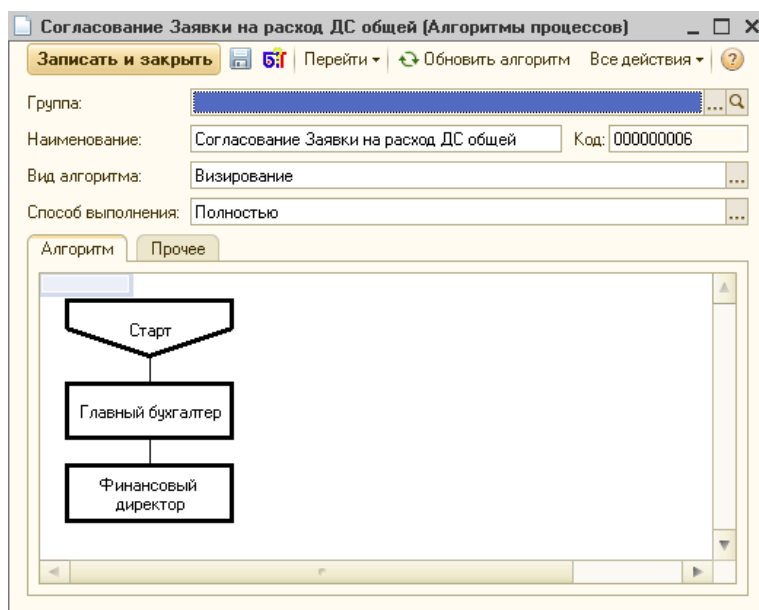 Согласование Заявки на расход ДС общей (Алгоритмы процессов)
Записать и закрыть Перейти Обновить алгоритм Все действия ?
Группа: ...
Наименование: Согласование Заявки на расход ДС общей Код: 000000006
Вид алгоритма: Визирование ...
Способ выполнения: Полностью ...
Алгоритм Прочее
Старт
Главный бухгалтер
Финансовый
директор